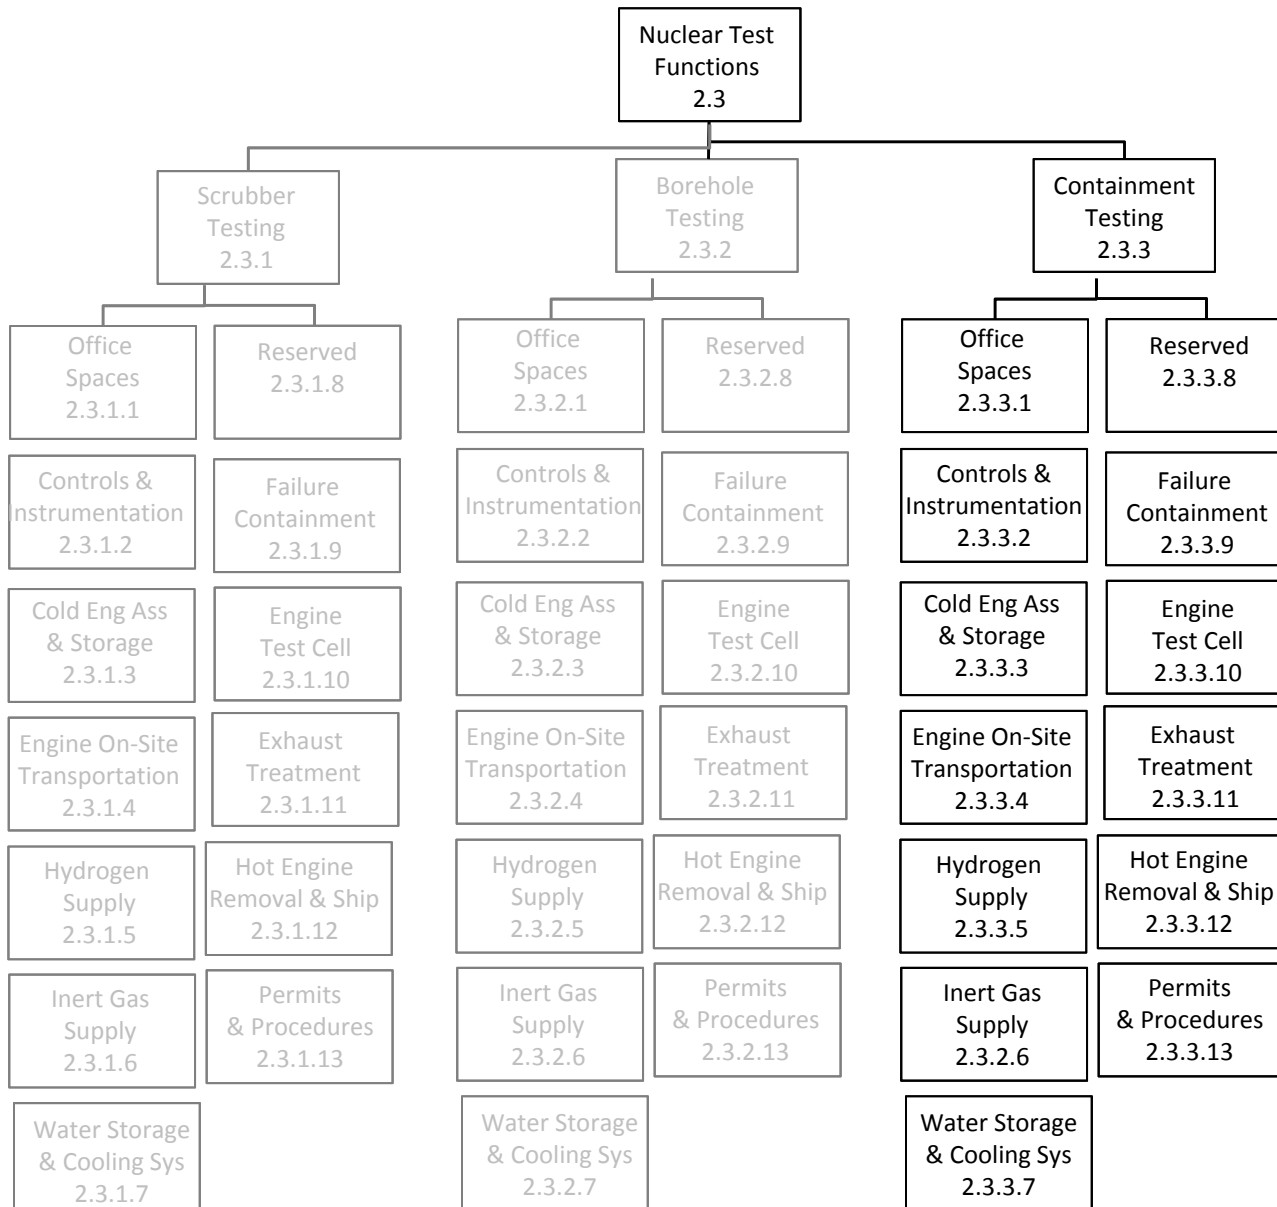 Nuclear Test
Functions
2.3
Scrubber
Testing
2.3.1
Borehole
Testing
2.3.2
Containment
Testing
2.3.3
Office
Spaces
2.3.1.1
Reserved
2.3.1.8
Controls &
Instrumentation
2.3.1.2
Failure
Containment
2.3.1.9
Cold Eng Ass
& Storage
2.3.1.3
Engine
Test Cell
2.3.1.10
Engine On-Site
Transportation
2.3.1.4
Exhaust
Treatment
2.3.1.11
Hydrogen
Supply
2.3.1.5
Hot Engine
Removal & Ship
2.3.1.12
Inert Gas
Supply
2.3.1.6
Permits
& Procedures
2.3.1.13
Water Storage
& Cooling Sys
2.3.1.7
Office
Spaces
2.3.2.1
Reserved
2.3.2.8
Controls &
Instrumentation
2.3.2.2
Failure
Containment
2.3.2.9
Cold Eng Ass
& Storage
2.3.2.3
Engine
Test Cell
2.3.2.10
Engine On-Site
Transportation
2.3.2.4
Exhaust
Treatment
2.3.2.11
Hydrogen
Supply
2.3.2.5
Hot Engine
Removal & Ship
2.3.2.12
Inert Gas
Supply
2.3.2.6
Permits
& Procedures
2.3.2.13
Water Storage
& Cooling Sys
2.3.2.7
Office
Spaces
2.3.3.1
Reserved
2.3.3.8
Controls &
Instrumentation
2.3.3.2
Failure
Containment
2.3.3.9
Cold Eng Ass
& Storage
2.3.3.3
Engine
Test Cell
2.3.3.10
Engine On-Site
Transportation
2.3.3.4
Exhaust
Treatment
2.3.3.11
Hydrogen
Supply
2.3.3.5
Hot Engine
Removal & Ship
2.3.3.12
Inert Gas
Supply
2.3.2.6
Permits
& Procedures
2.3.3.13
Water Storage
& Cooling Sys
2.3.3.7